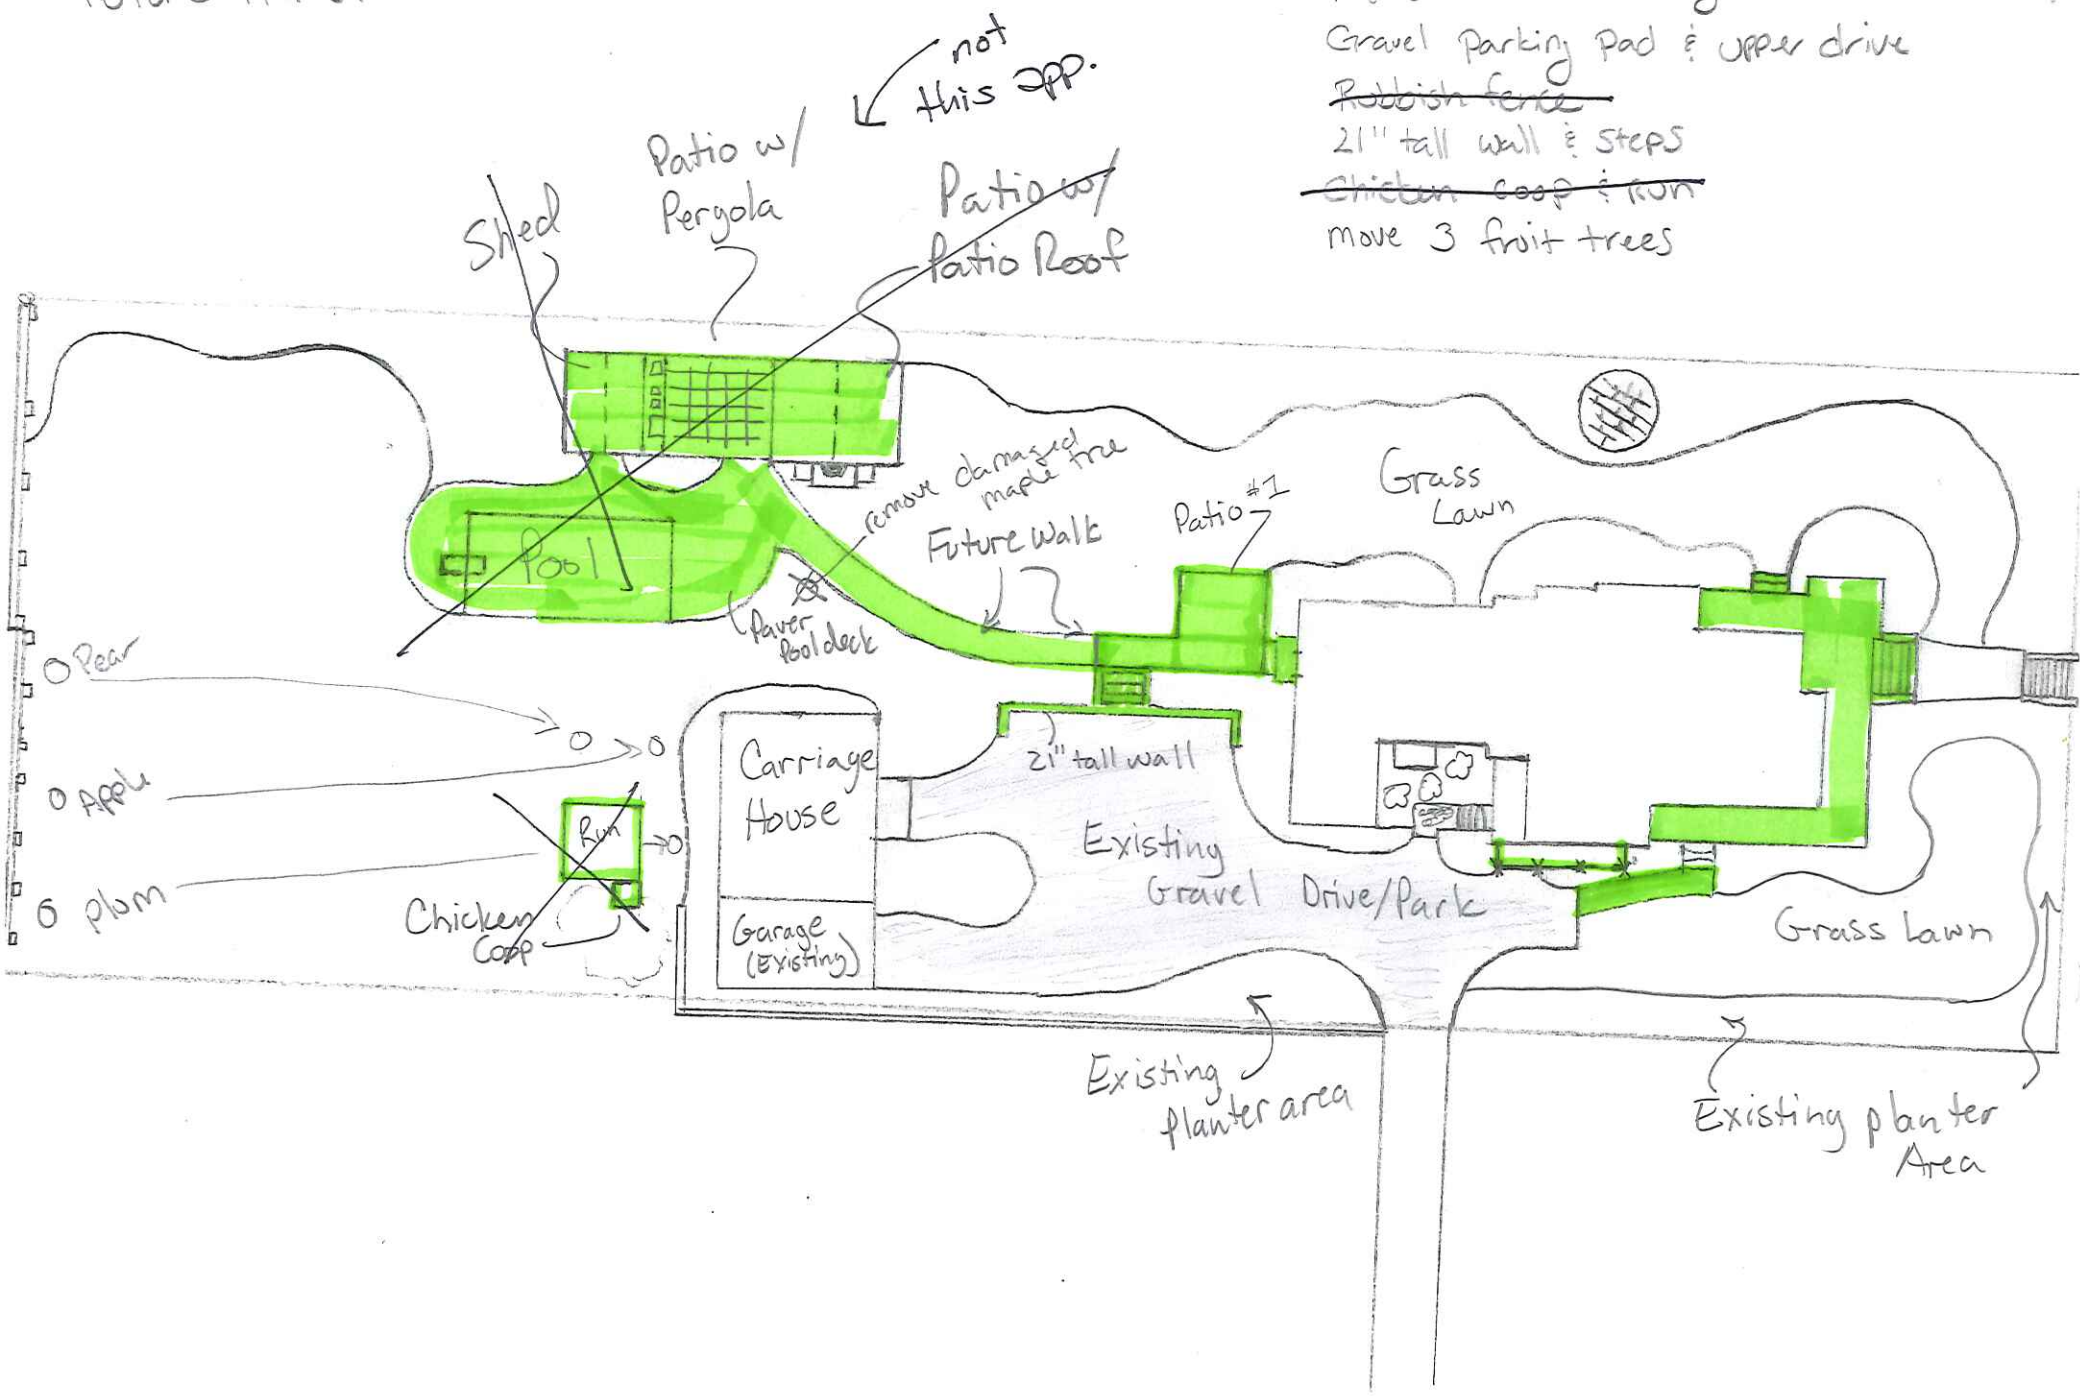 Gravel Parking Pad & upper drive
Rubbish fence
21" tall wall & steps
Chicken coop & Run
move 3 fruit trees
not
this app.
Patio w/
Pergola
Shed
Patio w/
Patio Roof
remove damaged
maple tree
Future Walk
Patio #1
Grass
Lawn
Pool
Paver
Pool deck
Pear
Apple
plum
Run
Chicken
Coop
Carriage
House
Garage
(Existing)
21" tall wall
Existing
Gravel Drive/Park
Grass Lawn
Existing
Planter area
Existing planter
Area